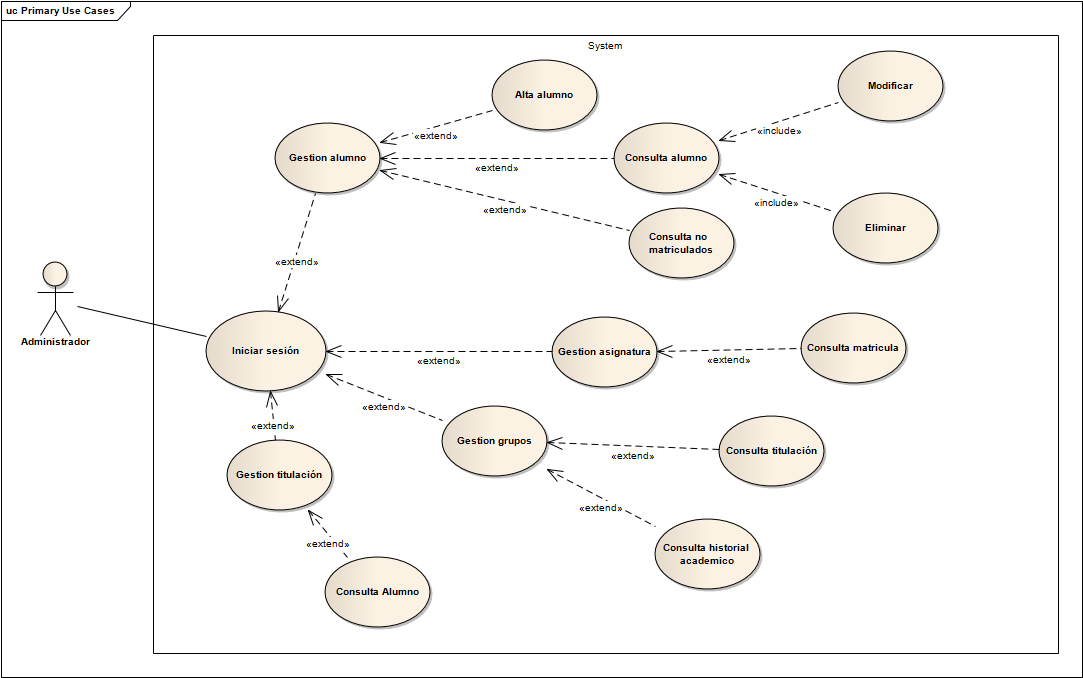 uc Primary Use Cases
System
Alta alumno
Modificar
«extend»
«include»
Gestion alumno
Consulta alumno
«extend»
«include»
«extend»
Consulta no
matriculados
Eliminar
«extend»
Administrador
Iniciar sesión
«extend»
Gestion asignatura
«extend»
Consulta matricula
«extend»
«extend»
Gestion grupos
«extend»
Consulta titulación
Gestion titulación
«extend»
«extend»
Consulta historial
academico
Consulta Alumno